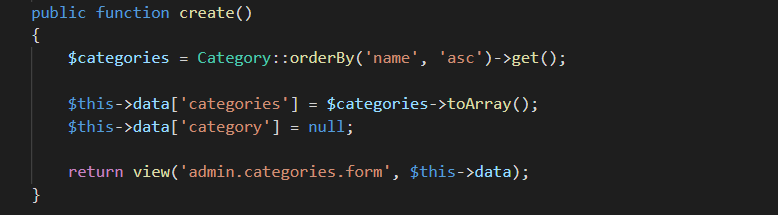 public function create()
{
    $categories = Category::orderBy('name', 'asc')->get();

    $this->data['categories'] = $categories->toArray();
    $this->data['category'] = null;

    return view('admin.categories.form', $this->data);
}